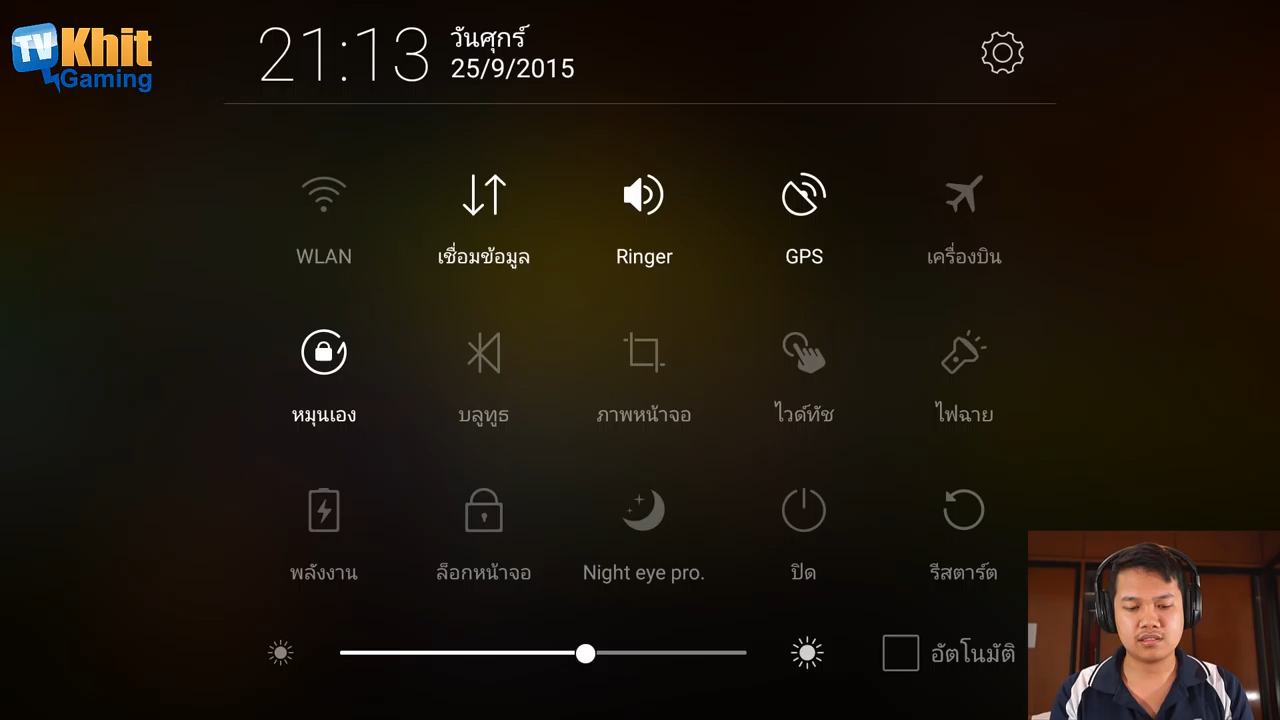 TV Khit
Gaming
21:13
วันศุกร์
25/9/2015
WLAN
เชื่อมข้อมูล
Ringer
GPS
เครื่องบิน
หมุนเอง
บลูทูธ
ภาพหน้าจอ
ไวด์ทัช
ไฟฉาย
พลังงาน
ล็อกหน้าจอ
Night eye pro.
ปิด
รีสตาร์ต
อัตโนมัติ